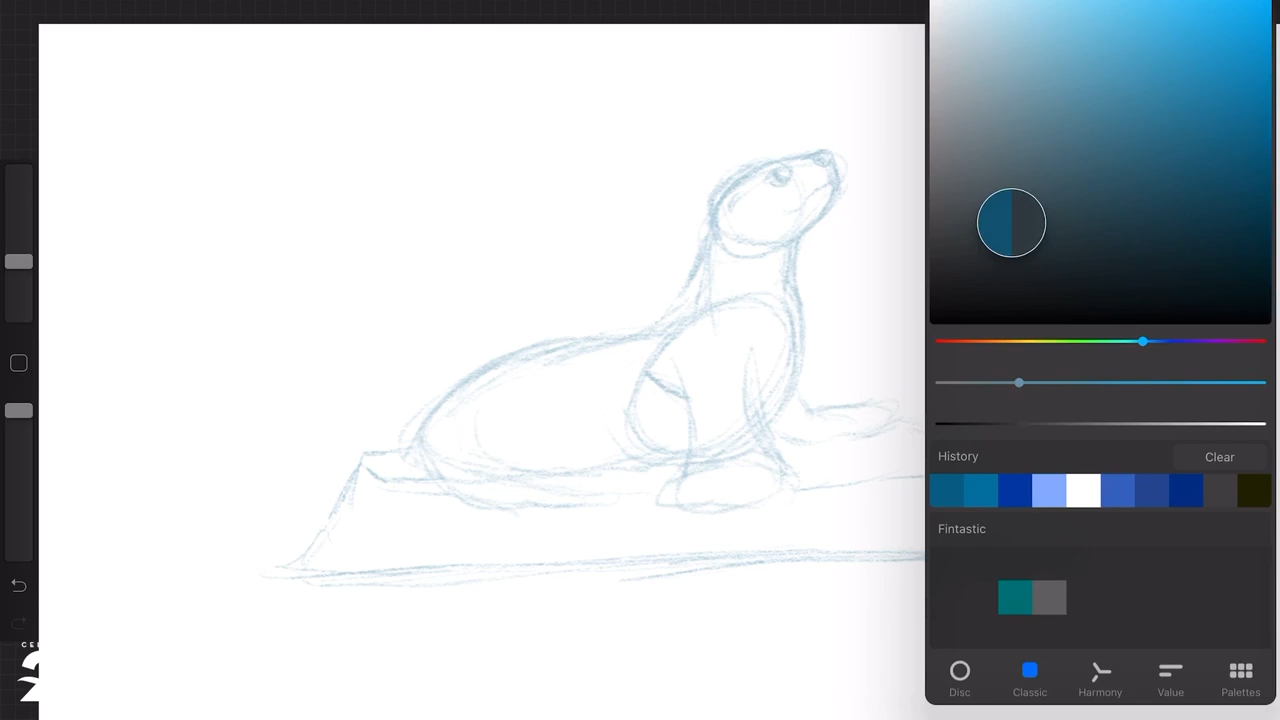 History
Clear
Fintastic
Disc
Classic
Harmony
Value
Palettes